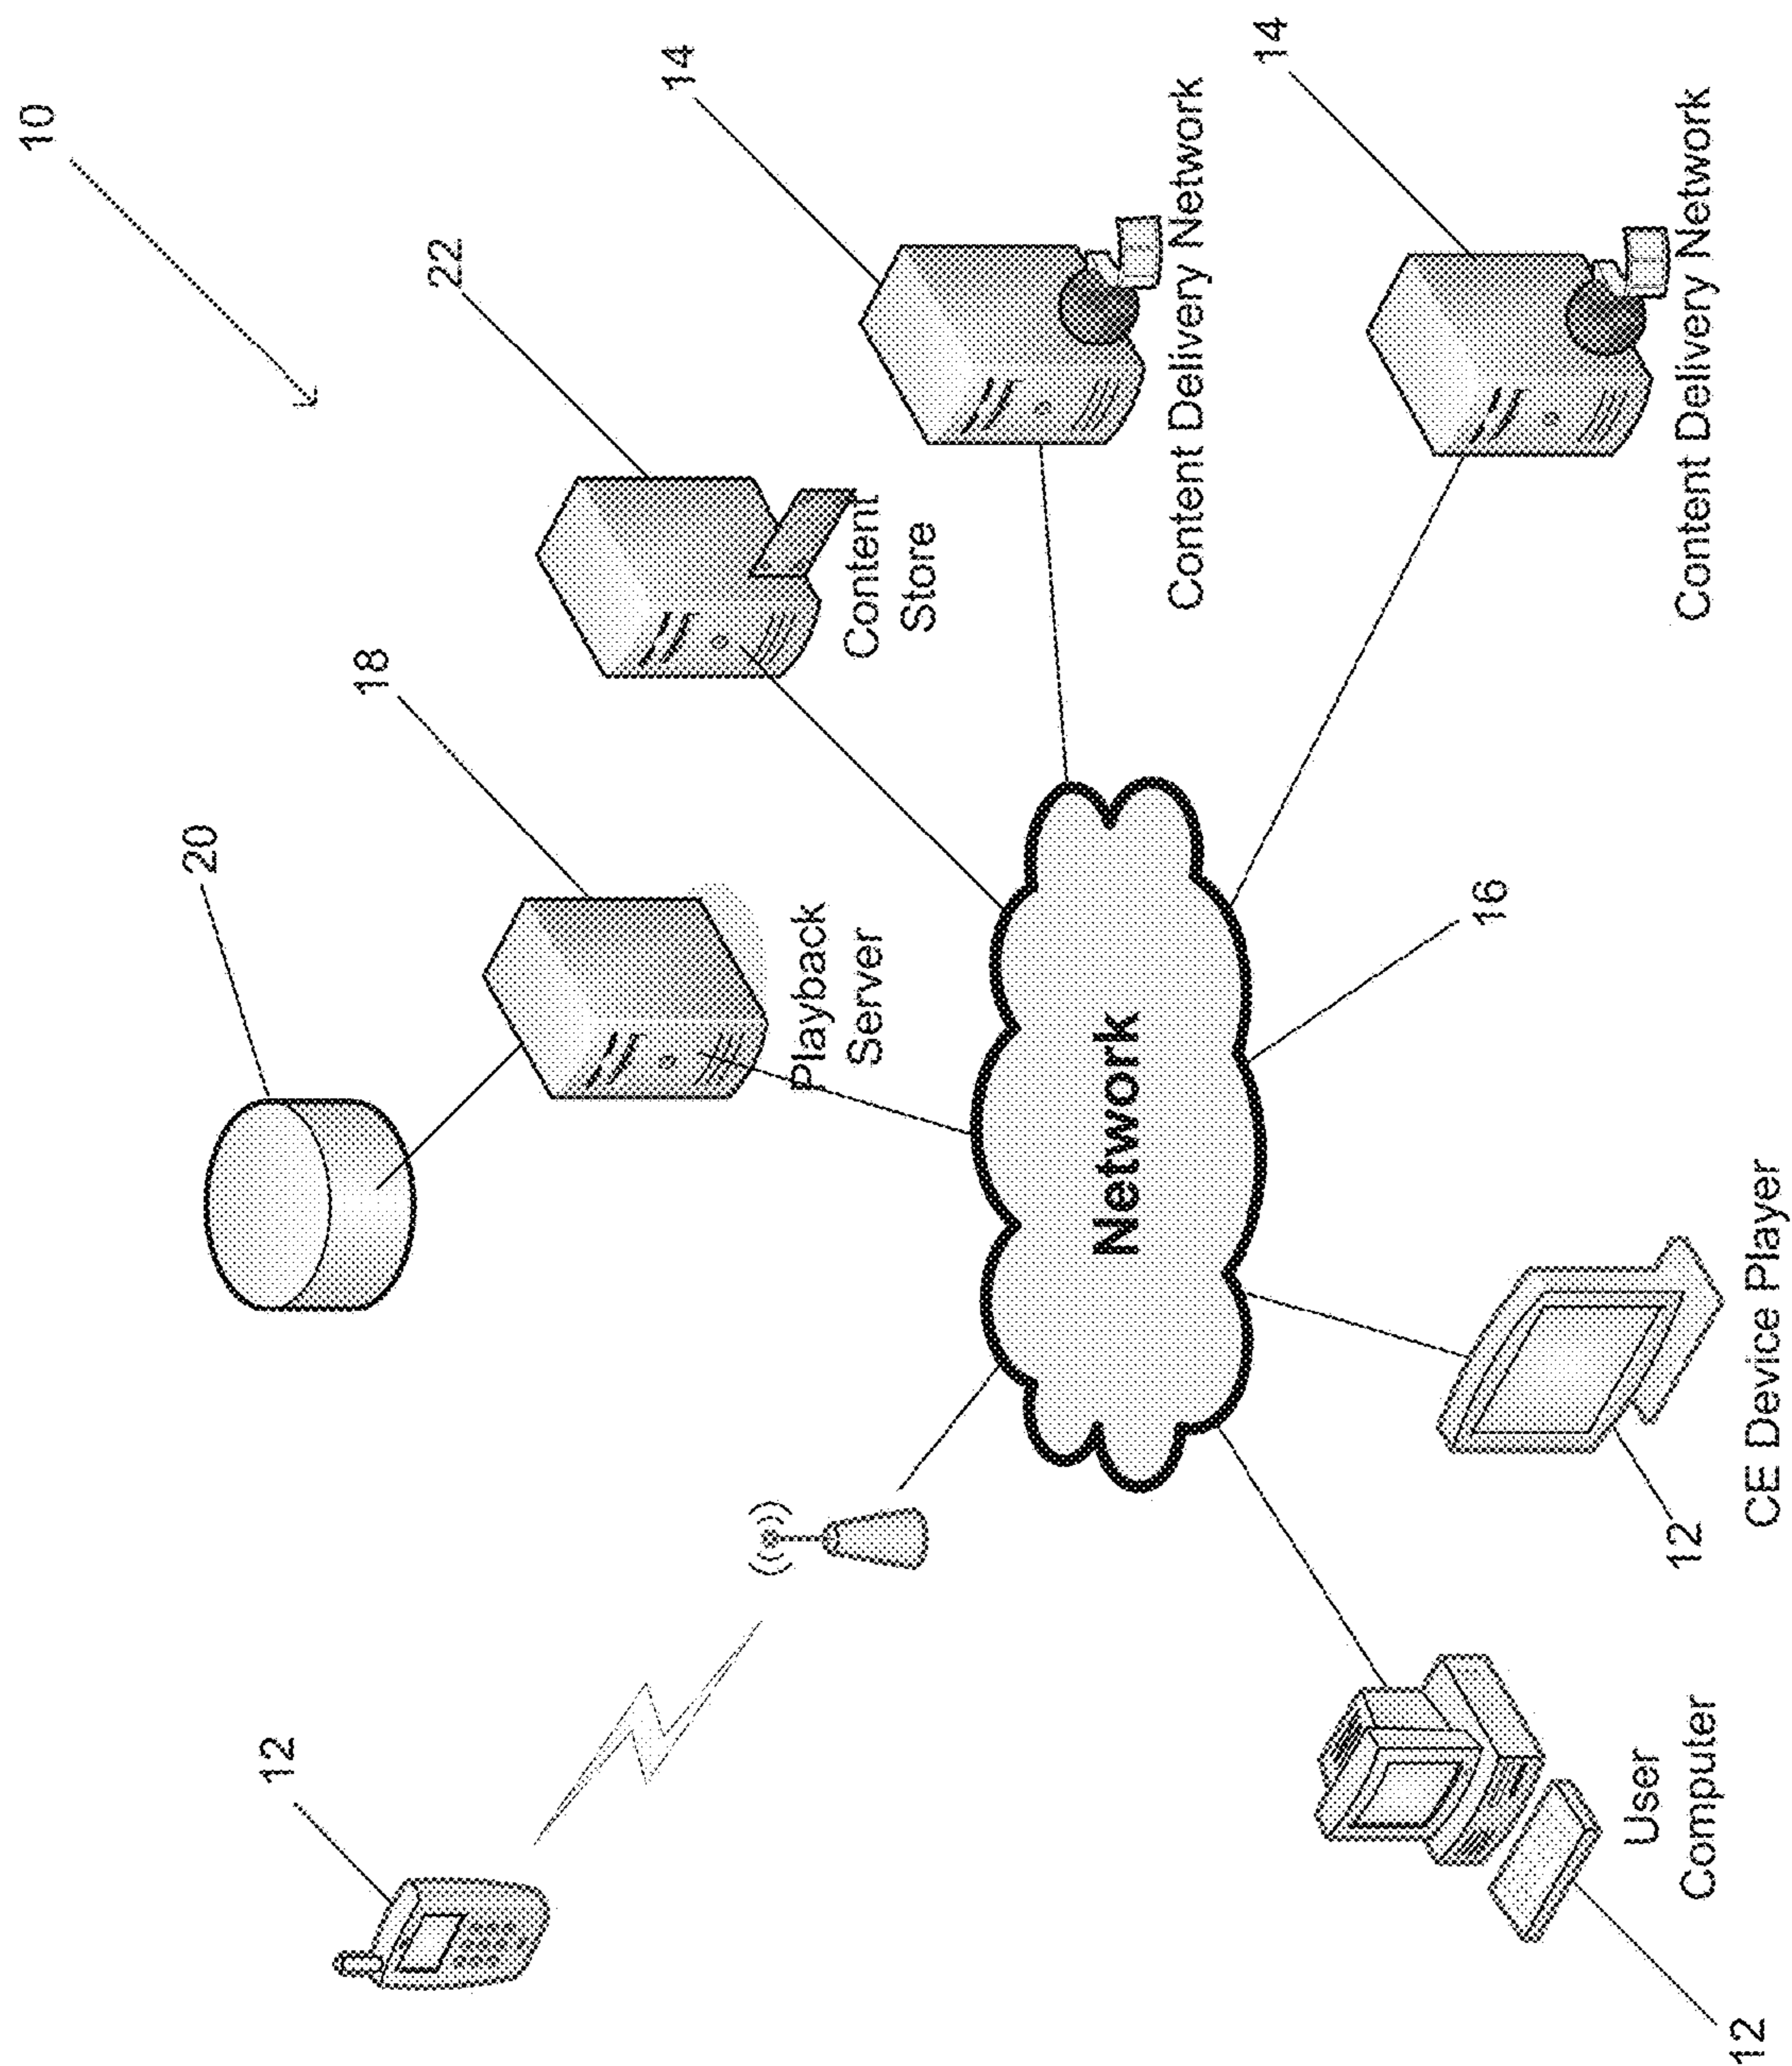 10
20
12
18
22
14
Playback
Server
Content
Store
Network
Content Delivery Network
14
16
User
Computer
12
Content Delivery Network
12
CE Device Player